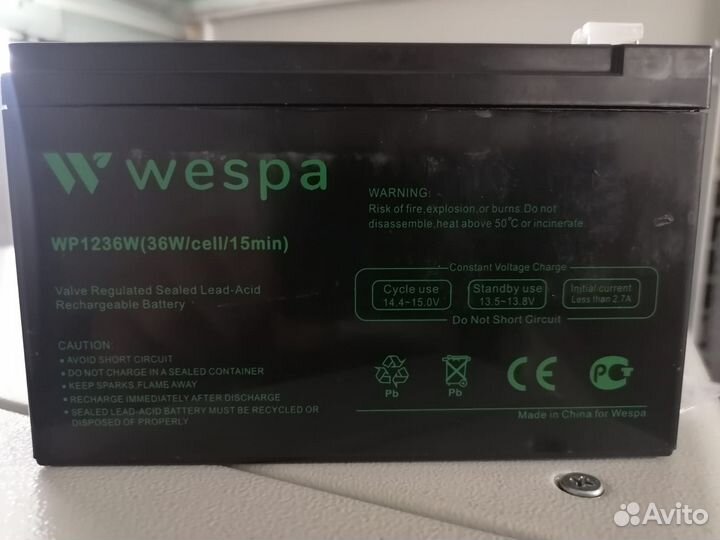 wespa
WP1236W(36W/cell/15min)
Valve Regulated Sealed Lead-Acid
Rechargeable Battery
CAUTION:
• AVOID SHORT CIRCUIT
• DO NOT CHARGE IN A SEALED CONTAINER
• KEEP SPARKS,FLAME AWAY
• RECHARGE IMMEDIATELY AFTER DISCHARGE
• SEALED LEAD-ACID BATTERY MUST BE RECYCLED OR
DISPOSED OF PROPERLY
WARNING:
Risk of fire,explosion,or burns.Do not
disassemble,heat above 50°C or incinerate.
Constant Voltage Charge
Cycle use
14.4~15.0V
Standby use
13.5~13.8V
Initial current
Less than 2.7A
Do Not Short Circuit
Pb
Pb
CE
РСТ
Made in China for Wespa
Avito